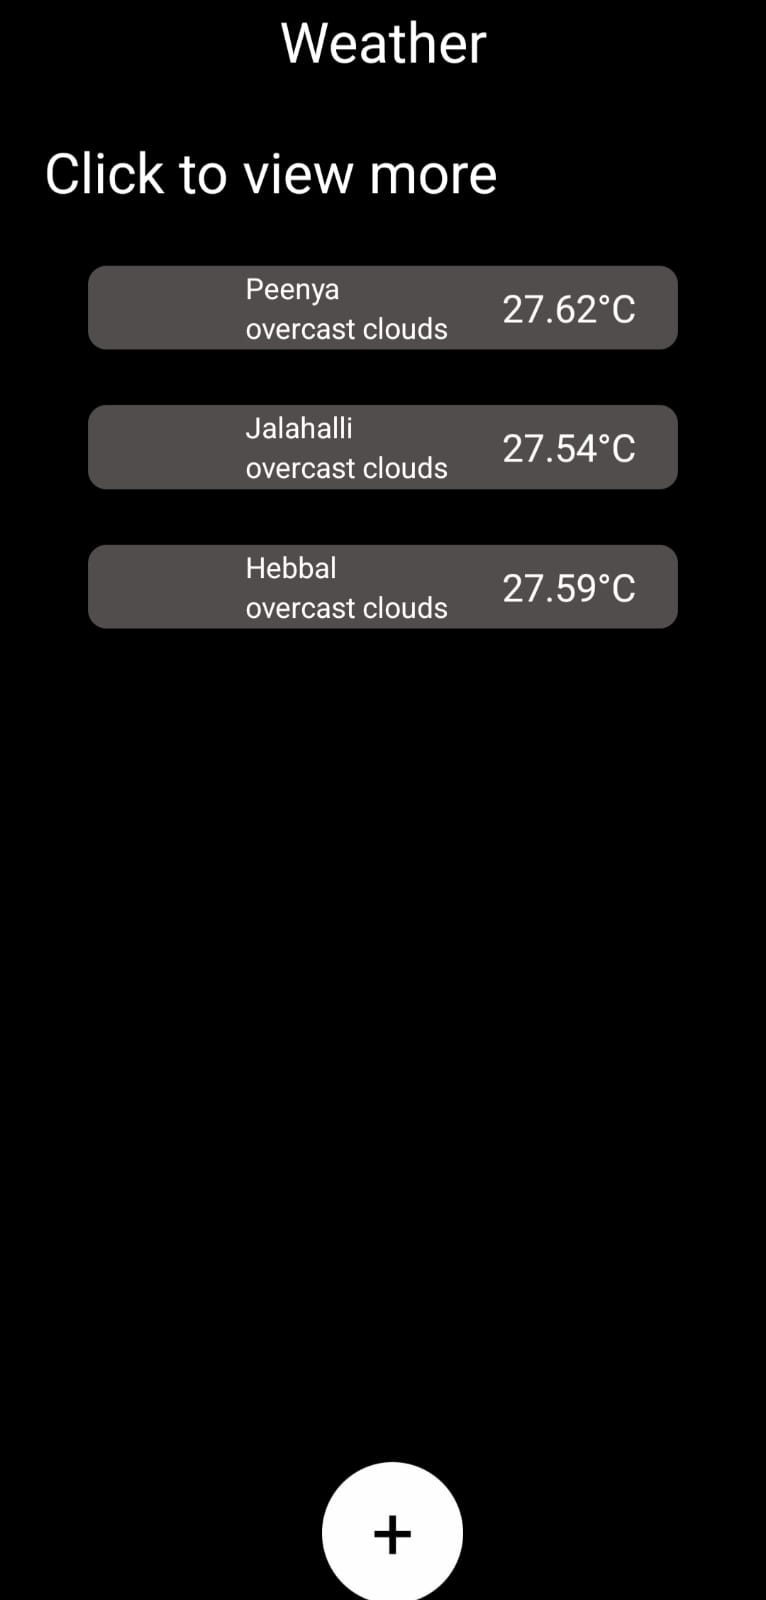 Weather
Click to view more
Peenya
overcast clouds
27.62°C
Jalahalli
overcast clouds
27.54°C
Hebbal
overcast clouds
27.59°C
+